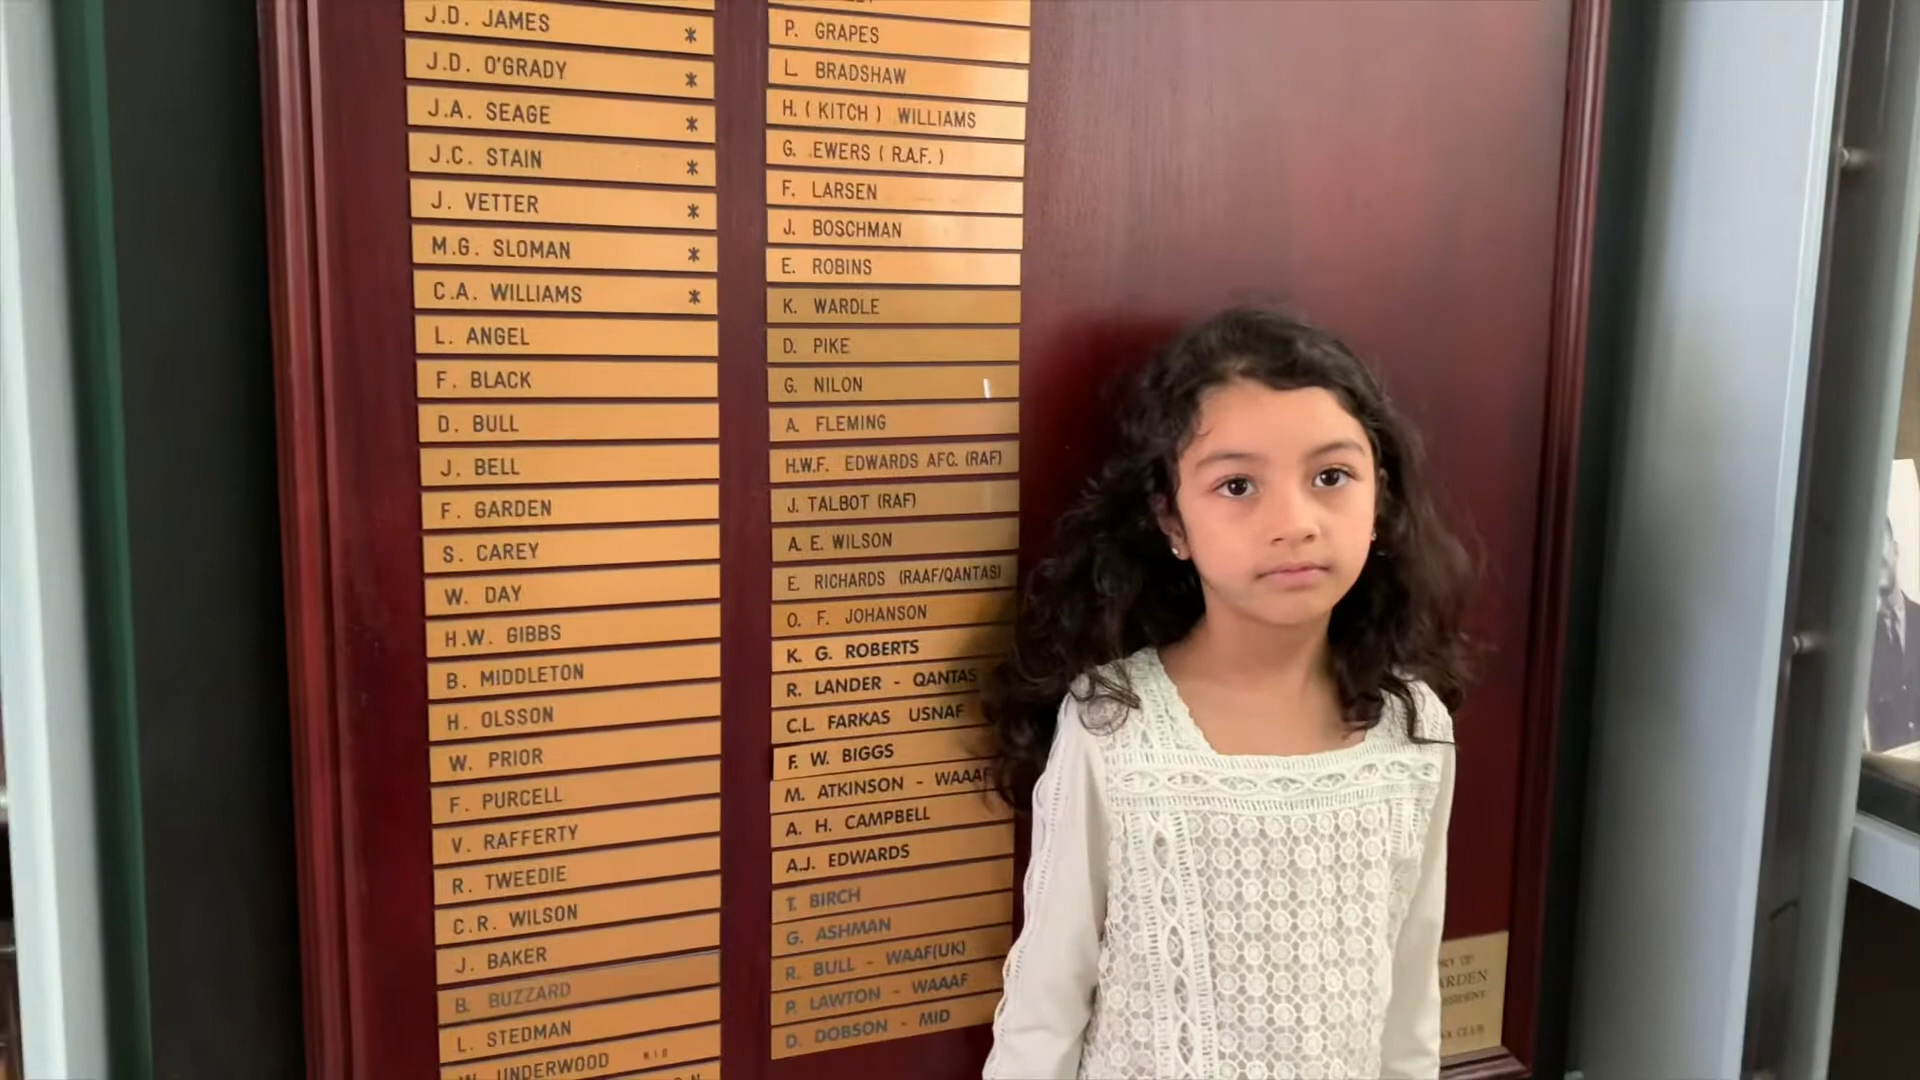 J.D. JAMES *
J.D. O'GRADY *
J.A. SEAGE *
J.C. STAIN *
J. VETTER *
M.G. SLOMAN *
C.A. WILLIAMS *
L. ANGEL
F. BLACK
D. BULL
J. BELL
F. GARDEN
S. CAREY
W. DAY
H.W. GIBBS
B. MIDDLETON
H. OLSSON
W. PRIOR
F. PURCELL
V. RAFFERTY
R. TWEEDIE
C.R. WILSON
J. BAKER
B. BUZZARD
L. STEDMAN
W. UNDERWOOD MID
P. GRAPES
L. BRADSHAW
H. ( KITCH ) WILLIAMS
G. EWERS ( R.A.F. )
F. LARSEN
J. BOSCHMAN
E. ROBINS
K. WARDLE
D. PIKE
G. NILON
A. FLEMING
H.W.F. EDWARDS AFC. (RAF)
J. TALBOT (RAF)
A. E. WILSON
E. RICHARDS (RAAF/QANTAS)
O. F. JOHANSON
K. G. ROBERTS
R. LANDER - QANTAS
C.L. FARKAS USNAF
F. W. BIGGS
M. ATKINSON - WAAAF
A. H. CAMPBELL
A.J. EDWARDS
T. BIRCH
G. ASHMAN
R. BULL - WAAF(UK)
P. LAWTON - WAAAF
D. DOBSON - MID
OF
CLUB